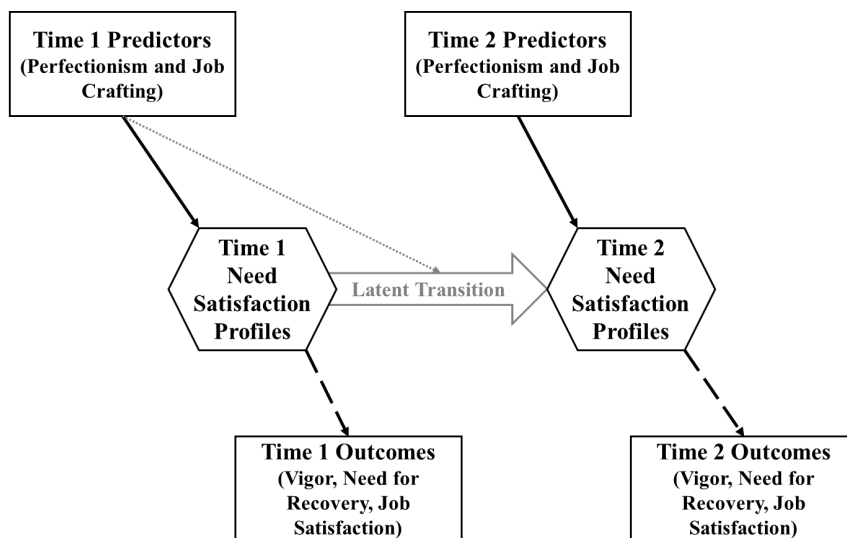 Time 1 Predictors
(Perfectionism and Job
Crafting)
Time 2 Predictors
(Perfectionism and Job
Crafting)
Time 1
Need
Satisfaction
Profiles
Latent Transition
Time 2
Need
Satisfaction
Profiles
Time 1 Outcomes
(Vigor, Need for
Recovery, Job
Satisfaction)
Time 2 Outcomes
(Vigor, Need for
Recovery, Job
Satisfaction)